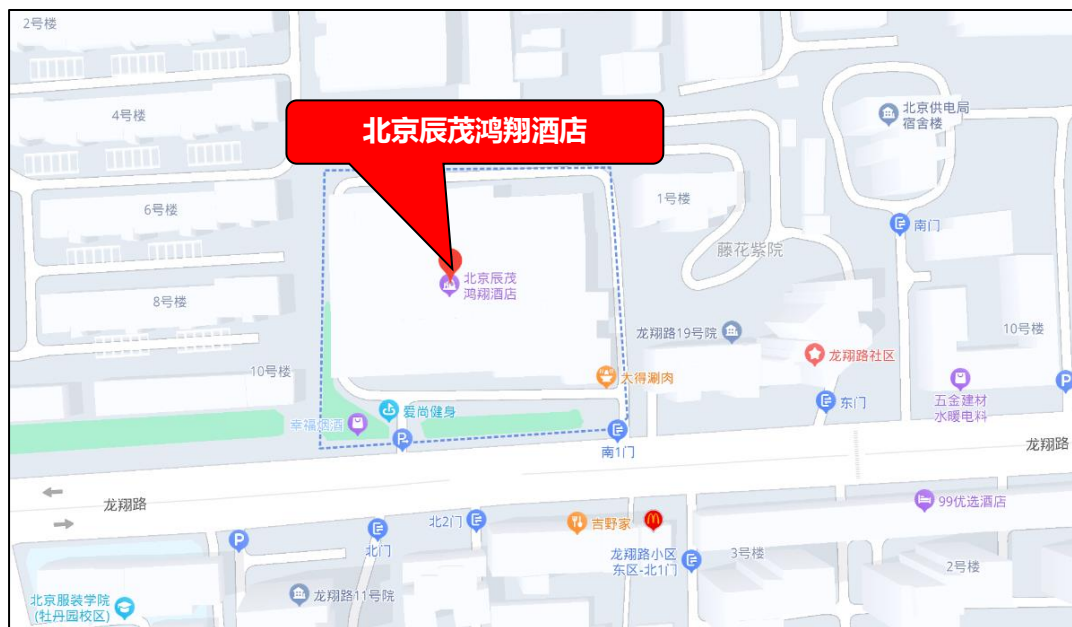 2号楼
4号楼
北京供电局
宿舍楼
北京辰茂鸿翔酒店
6号楼
1号楼
南门
藤花紫院
北京辰茂
鸿翔酒店
8号楼
龙翔路19号院
10号楼
龙翔路社区
10号楼
大得涮肉
东门
五金建材
水暖电料
爱尚健身
幸福烟酒
P
P
南1门
龙翔路
龙翔路
99优选酒店
北2门
吉野家
P
北门
龙翔路小区
东区-北1门
3号楼
2号楼
龙翔路11号院
北京服装学院
(牡丹园校区)